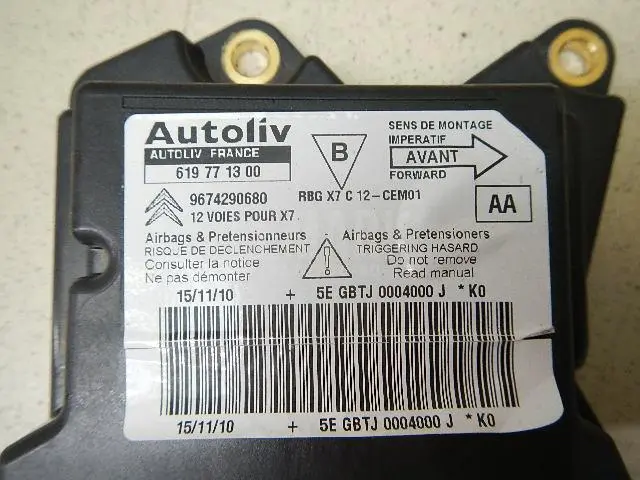 Autoliv
AUTOLIV FRANCE
619 77 13 00
B
SENS DE MONTAGE
IMPERATIF
AVANT
FORWARD
9674290680
RBG X7 C 12-CEM01
12 VOIES POUR X7
AA
Airbags & Pretensionneurs - Airbags & Pretensioners
RISQUE DE DECLENCHEMENT
TRIGGERING HASARD
Consulter la notice
Do not remove
Ne pas démonter
Read manual
15/11/10 + 5E GBTJ 0004000 J * K0
15/11/10 + 5E GBTJ 0004000 J * K0